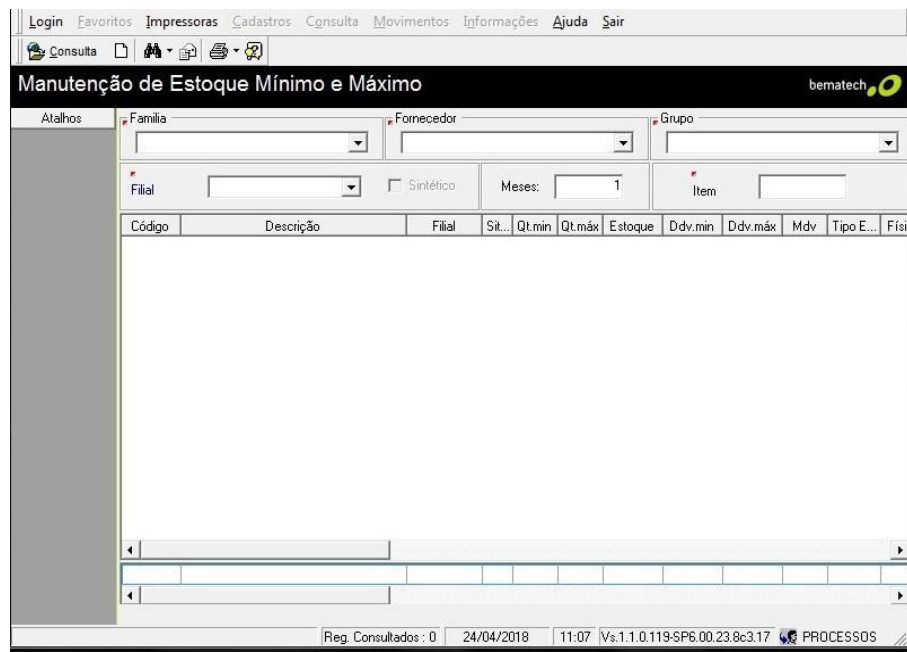 Login Favoritos Impressoras Cadastros Consulta Movimentos Informações Ajuda Sair
Consulta
Manutenção de Estoque Mínimo e Máximo bematech
Atalhos Familia Fornecedor Grupo
Filial Sintético Meses: 1 Item
Código Descrição Filial Sit... Qt.min Qt.máx Estoque Ddv.min Ddv.máx Mdv Tipo E... Físi
Reg. Consultados : 0 24/04/2018 11:07 Vs.1.1.0.119-SP6.00.23.8c3.17 PROCESSOS